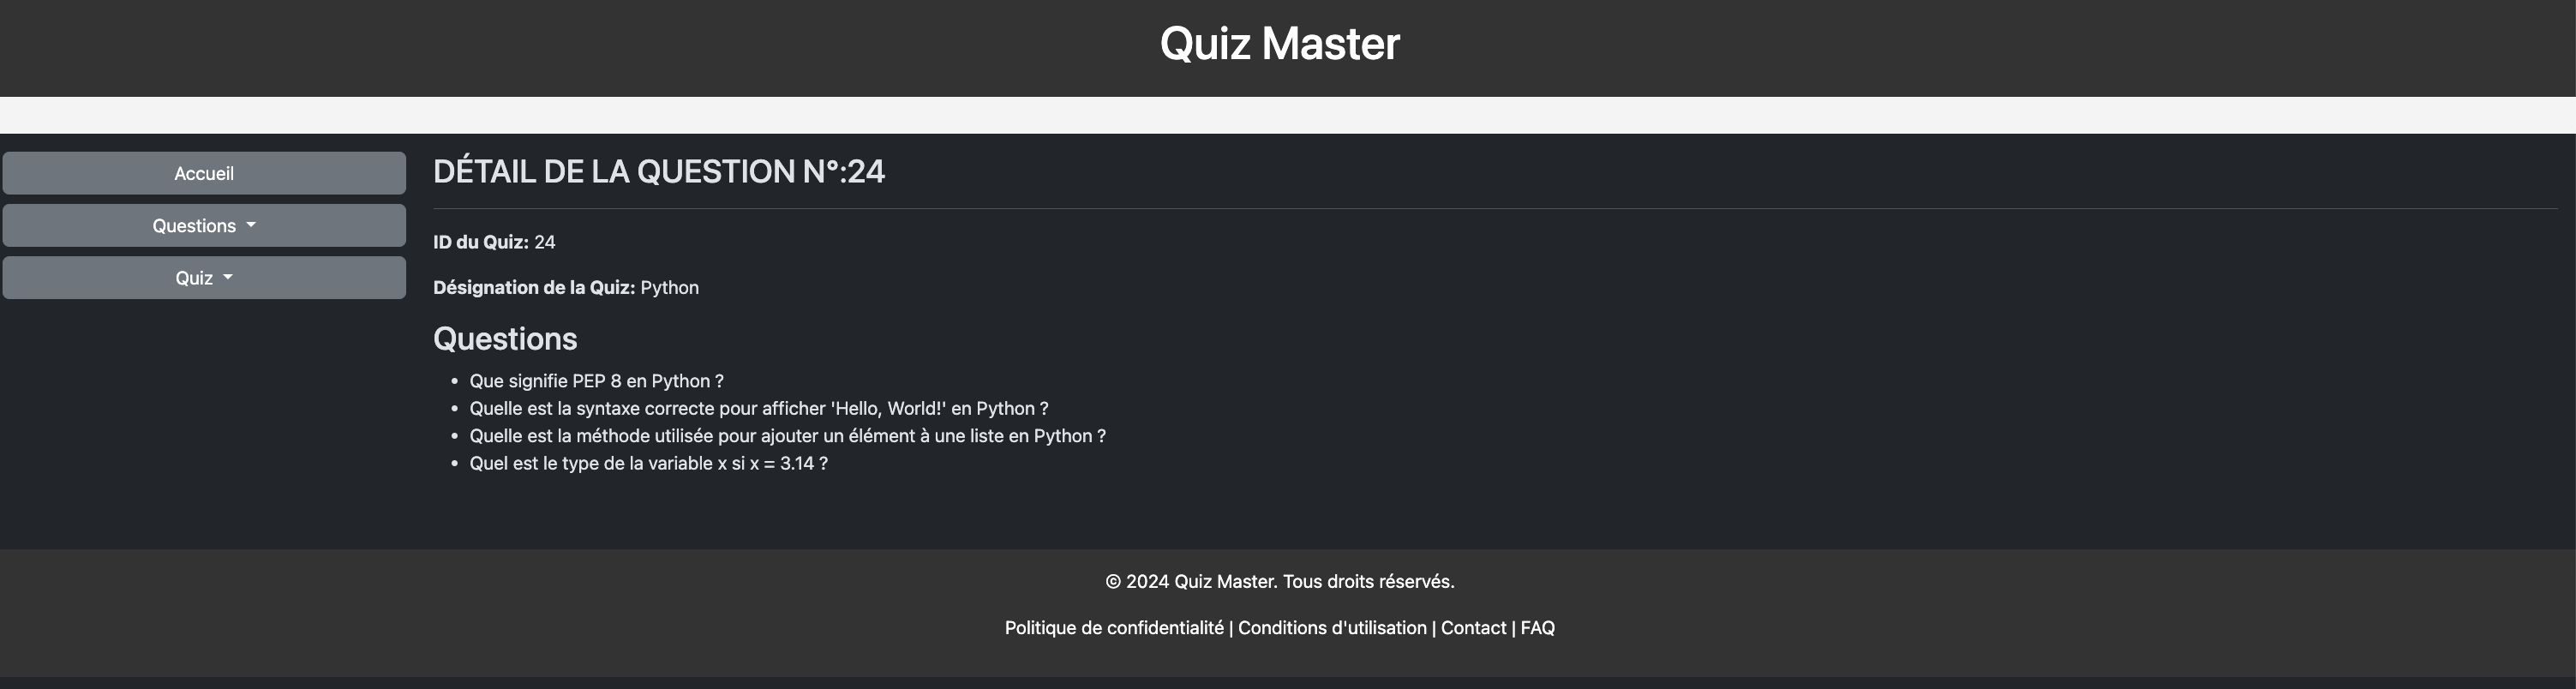 Quiz Master
Accueil
Questions
Quiz
DÉTAIL DE LA QUESTION N°:24
ID du Quiz: 24
Désignation de la Quiz: Python
Questions
• Que signifie PEP 8 en Python ?
• Quelle est la syntaxe correcte pour afficher 'Hello, World!' en Python ?
• Quelle est la méthode utilisée pour ajouter un élément à une liste en Python ?
• Quel est le type de la variable x si x = 3.14 ?
© 2024 Quiz Master. Tous droits réservés.
Politique de confidentialité | Conditions d'utilisation | Contact | FAQ